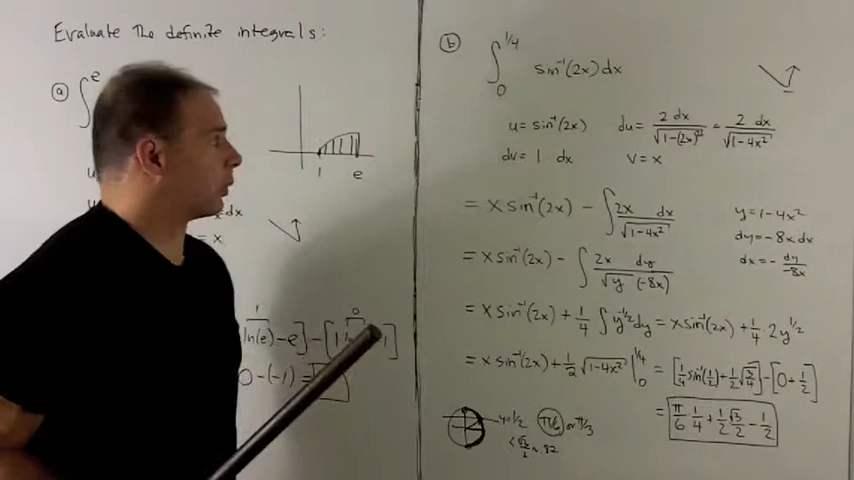 Evaluate The definite integrals:
ⓐ ∫ e
1 e
dx
= x
1 0
ln(e) - e] - [1
0 - (-1) =
ⓑ ∫₀^{1/4} sin⁻¹(2x) dx
u = sin⁻¹(2x) du = 2 dx / √(1-(2x)²) = 2 dx / √(1-4x²)
dv = 1 dx v = x
= x sin⁻¹(2x) - ∫ 2x dx / √(1-4x²)
y = 1-4x²
dy = -8x dx
dx = - dy / -8x
= x sin⁻¹(2x) - ∫ 2x dy / √y (-8x)
= x sin⁻¹(2x) + 1/4 ∫ y^{-1/2} dy = x sin⁻¹(2x) + 1/4 · 2y^{1/2}
= x sin⁻¹(2x) + 1/2 √(1-4x²) |₀^{1/4} = [1/4 sin⁻¹(1/2) + 1/2 √(3/4)] - [0 + 1/2]
= π/6 · 1/4 + 1/2 √3/2 - 1/2
y = 1/2 π/6 or π/3